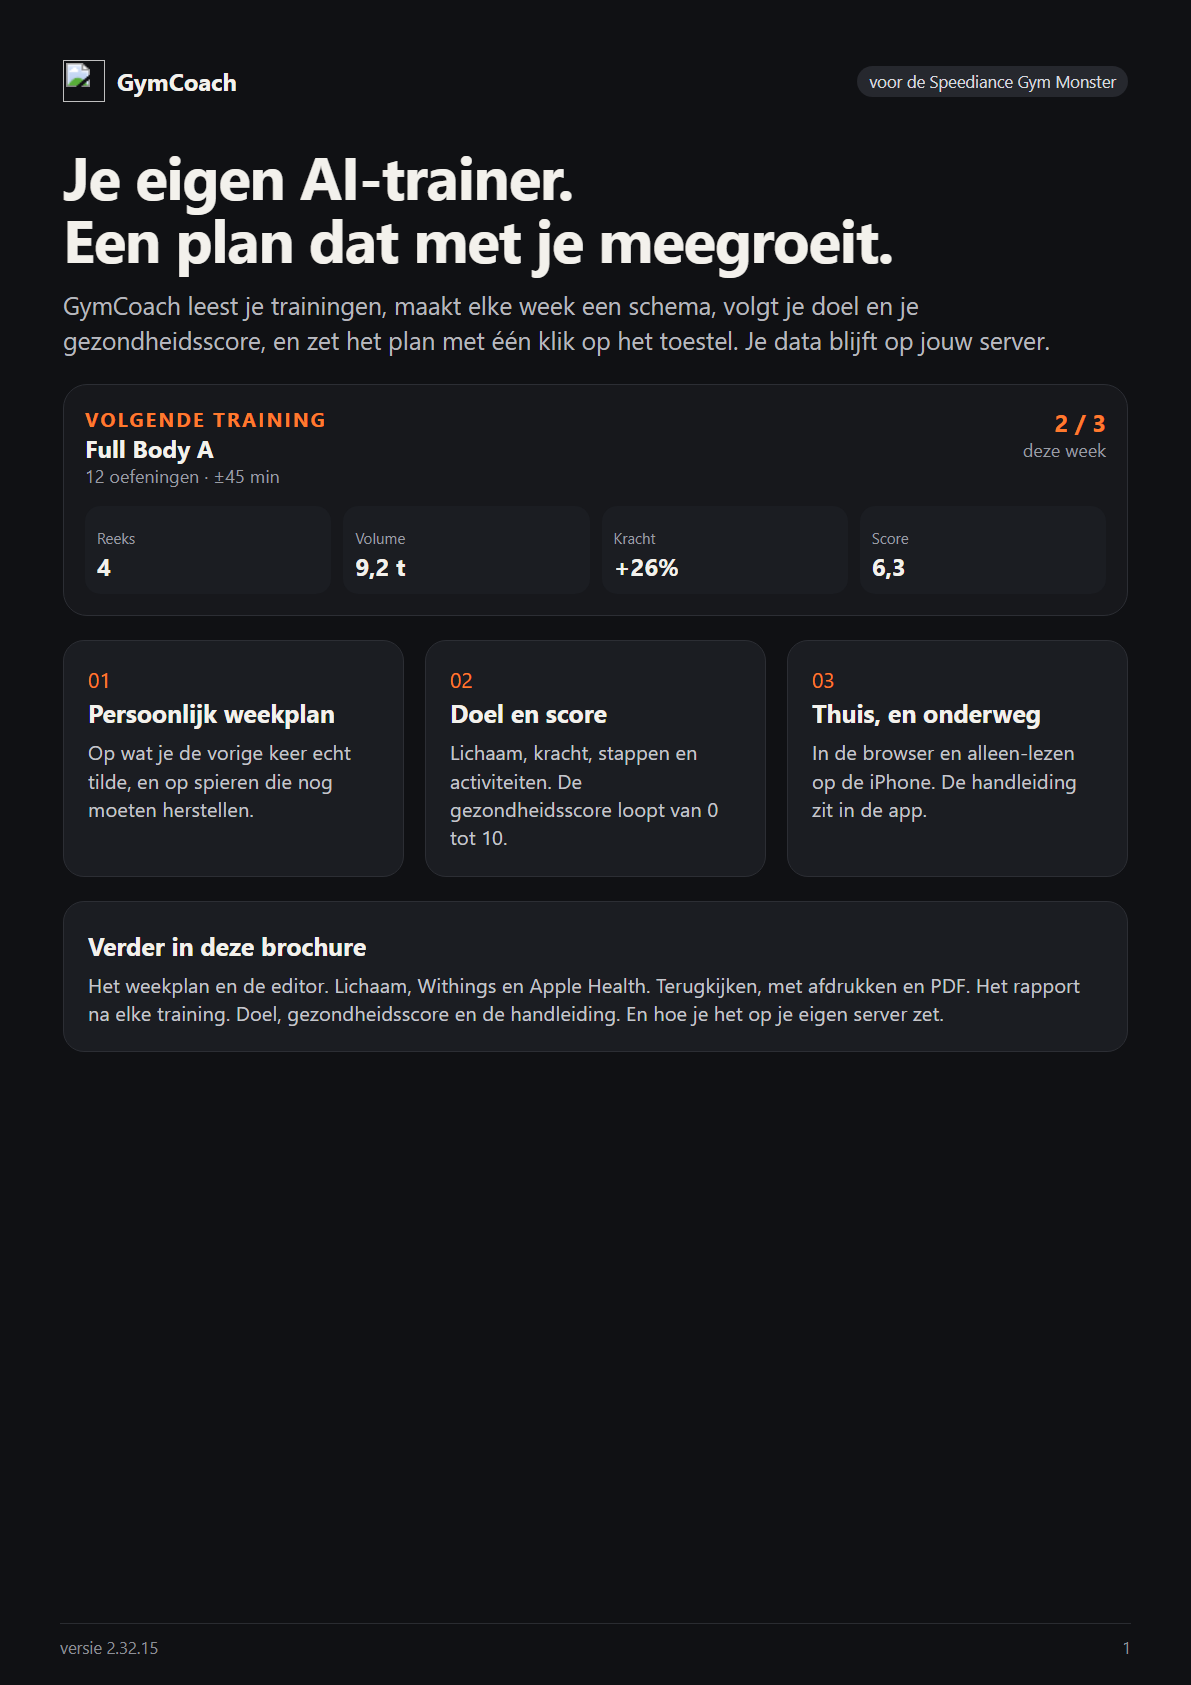 GymCoach
voor de Speediance Gym Monster
Je eigen AI-trainer.
Een plan dat met je meegroeit.
GymCoach leest je trainingen, maakt elke week een schema, volgt je doel en je
gezondheidsscore, en zet het plan met één klik op het toestel. Je data blijft op jouw server.
VOLGENDE TRAINING
Full Body A
12 oefeningen · ±45 min
2 / 3
deze week
Reeks
4
Volume
9,2 t
Kracht
+26%
Score
6,3
01
Persoonlijk weekplan
Op wat je de vorige keer echt
tilde, en op spieren die nog
moeten herstellen.
02
Doel en score
Lichaam, kracht, stappen en
activiteiten. De
gezondheidsscore loopt van 0
tot 10.
03
Thuis, en onderweg
In de browser en alleen-lezen
op de iPhone. De handleiding
zit in de app.
Verder in deze brochure
Het weekplan en de editor. Lichaam, Withings en Apple Health. Terugkijken, met afdrukken en PDF. Het rapport
na elke training. Doel, gezondheidsscore en de handleiding. En hoe je het op je eigen server zet.
versie 2.32.15
1